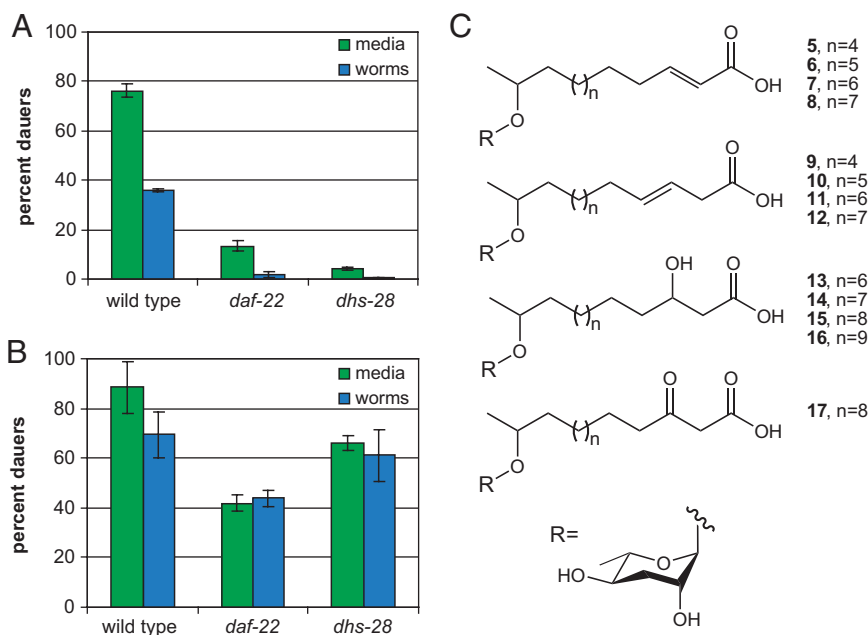 A
percent dauers
100
80
60
40
20
0
media
worms
wild type
daf-22
dhs-28
B
percent dauers
100
80
60
40
20
0
media
worms
wild type
daf-22
dhs-28
C
O
OH
( )n
O
R
5, n=4
6, n=5
7, n=6
8, n=7
O
OH
( )n
O
R
9, n=4
10, n=5
11, n=6
12, n=7
OH
O
OH
( )n
O
R
13, n=6
14, n=7
15, n=8
16, n=9
O
O
OH
( )n
O
R
17, n=8
R=
O
HO
OH